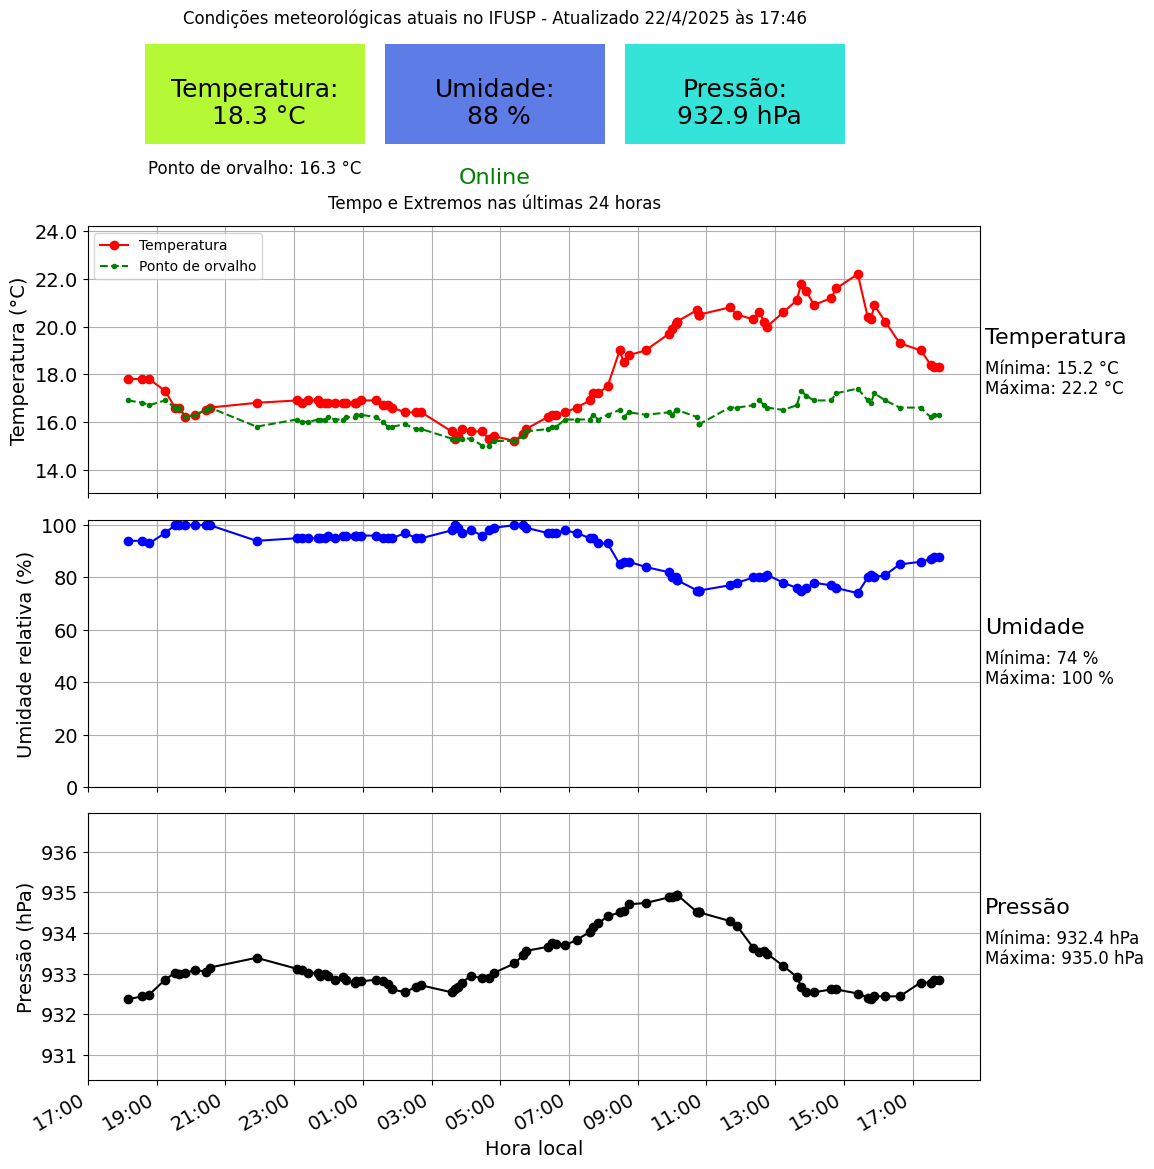 Condições meteorológicas atuais no IFUSP - Atualizado 22/4/2025 às 17:46
Temperatura:
18.3 °C
Umidade:
88 %
Pressão:
932.9 hPa
Ponto de orvalho: 16.3 °C
Online
Tempo e Extremos nas últimas 24 horas
Temperatura (°C)
24.0
22.0
20.0
18.0
16.0
14.0
Temperatura
Ponto de orvalho
Temperatura
Mínima: 15.2 °C
Máxima: 22.2 °C
Umidade relativa (%)
100
80
60
40
20
0
Umidade
Mínima: 74 %
Máxima: 100 %
Pressão (hPa)
936
935
934
933
932
931
Pressão
Mínima: 932.4 hPa
Máxima: 935.0 hPa
17:00 19:00 21:00 23:00 01:00 03:00 05:00 07:00 09:00 11:00 13:00 15:00 17:00
Hora local